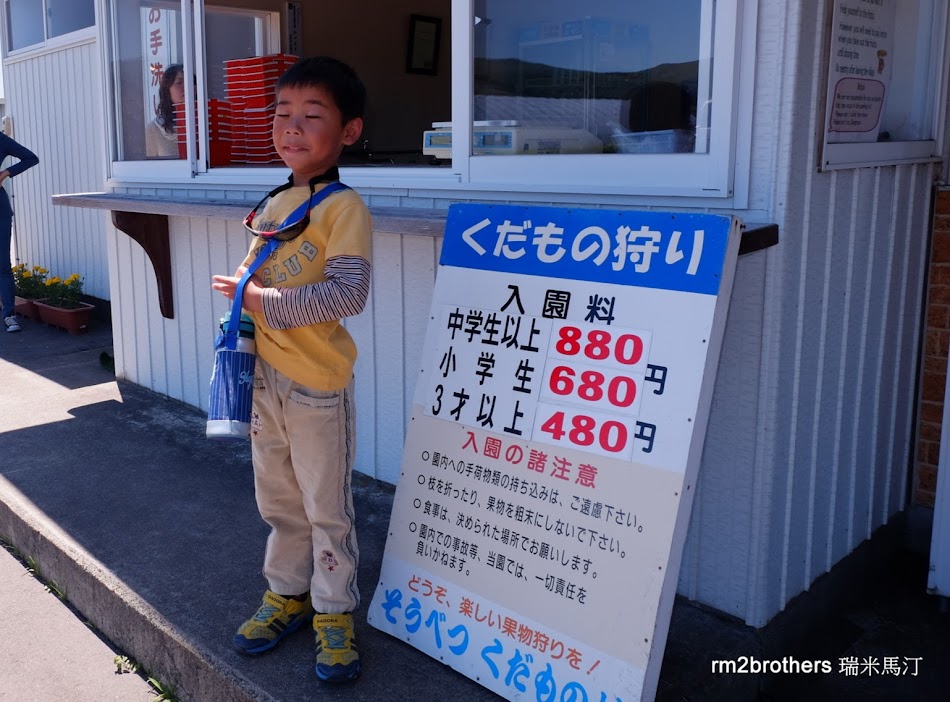 お手洗
くだもの狩り
入園料
中学生以上 880
小学生 680 円
3才以上 480 円
入園の諸注意
○園内への手荷物類の持ち込みは、ご遠慮下さい。
○枝を折ったり、果物を粗末にしないで下さい。
○食事は、決められた場所でお願いします。
○園内での事故等、当園では、一切責任を
負いかねます。
どうぞ、楽しい果物狩りを!
そうべつ くだもの
CLUB
rm2brothers 瑞米馬汀